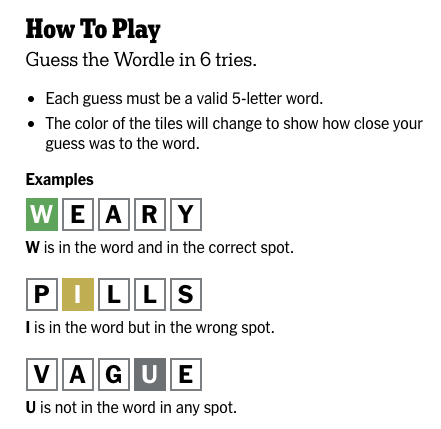 How To Play
Guess the Wordle in 6 tries.
• Each guess must be a valid 5-letter word.
• The color of the tiles will change to show how close your
guess was to the word.
Examples
W E A R Y
W is in the word and in the correct spot.
P I L L S
I is in the word but in the wrong spot.
V A G U E
U is not in the word in any spot.